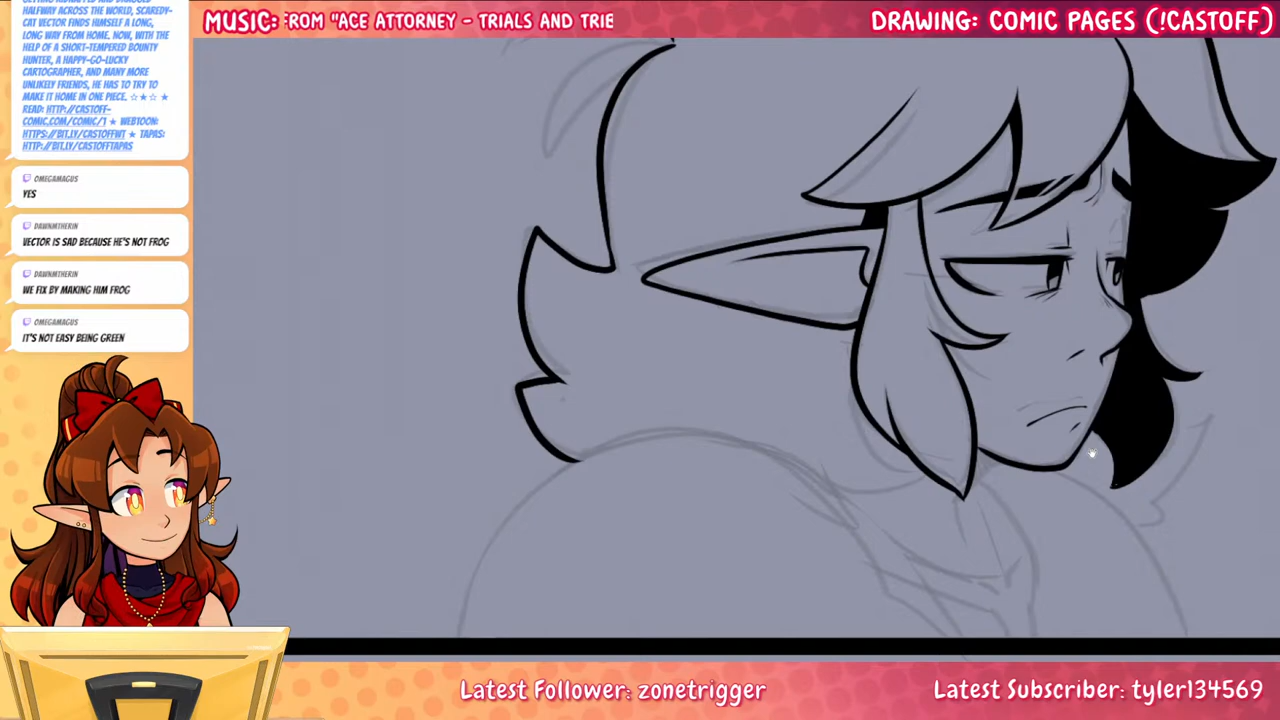 MUSIC: FROM "ACE ATTORNEY - TRIALS AND TRIE
DRAWING: COMIC PAGES (!CASTOFF)
HALFWAY ACROSS THE WORLD, SCAREDY-
CAT VECTOR FINDS HIMSELF A LONG,
LONG WAY FROM HOME. NOW, WITH THE
HELP OF A SHORT-TEMPERED BOUNTY
HUNTER, A HAPPY-GO-LUCKY
CARTOGRAPHER, AND MANY MORE
UNLIKELY FRIENDS, HE HAS TO TRY TO
MAKE IT HOME IN ONE PIECE. ☆★☆ ★
READ: HTTP://CASTOFF-
COMIC.COM/COMIC/1 ★ WEBTOON:
HTTPS://BIT.LY/CASTOFFWT ★ TAPAS:
HTTP://BIT.LY/CASTOFFTAPAS
OMEGAMAGUS
YES
DAWNMTHERIN
VECTOR IS SAD BECAUSE HE'S NOT FROG
DAWNMTHERIN
WE FIX BY MAKING HIM FROG
OMEGAMAGUS
IT'S NOT EASY BEING GREEN
Latest Follower: zonetrigger
Latest Subscriber: tyler134569